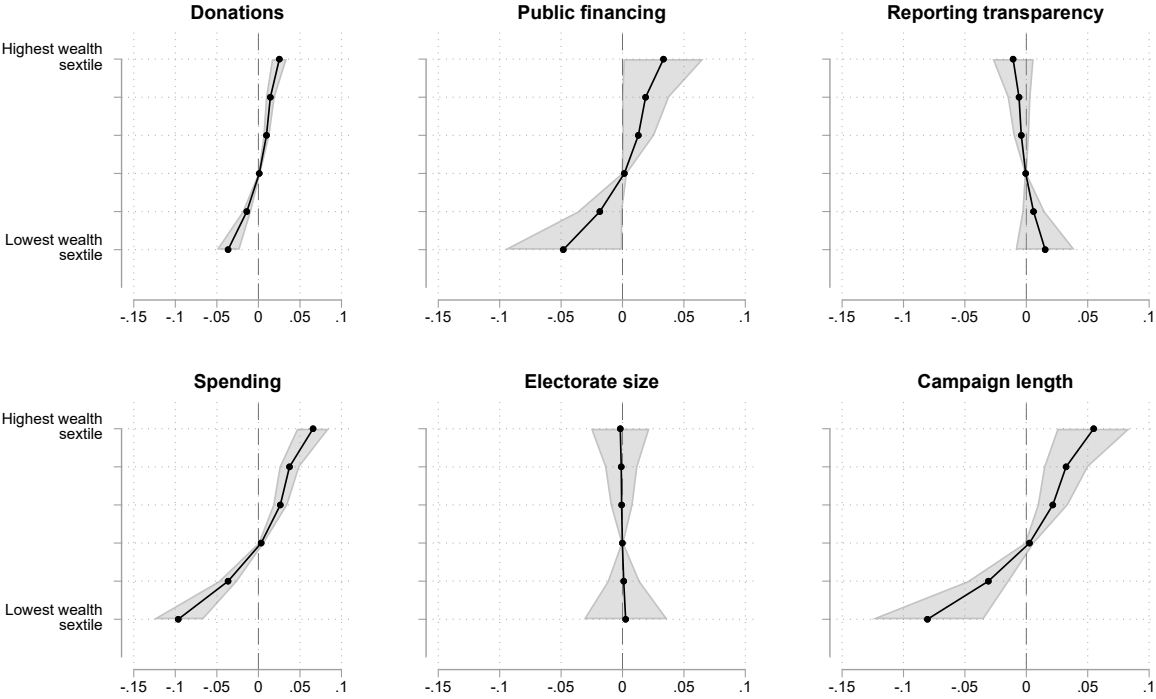 Donations
Public financing
Reporting transparency
Highest wealth
sextile
Lowest wealth
sextile
-.15 -.1 -.05 0 .05 .1
-.15 -.1 -.05 0 .05 .1
-.15 -.1 -.05 0 .05 .1
Spending
Electorate size
Campaign length
Highest wealth
sextile
Lowest wealth
sextile
-.15 -.1 -.05 0 .05 .1
-.15 -.1 -.05 0 .05 .1
-.15 -.1 -.05 0 .05 .1